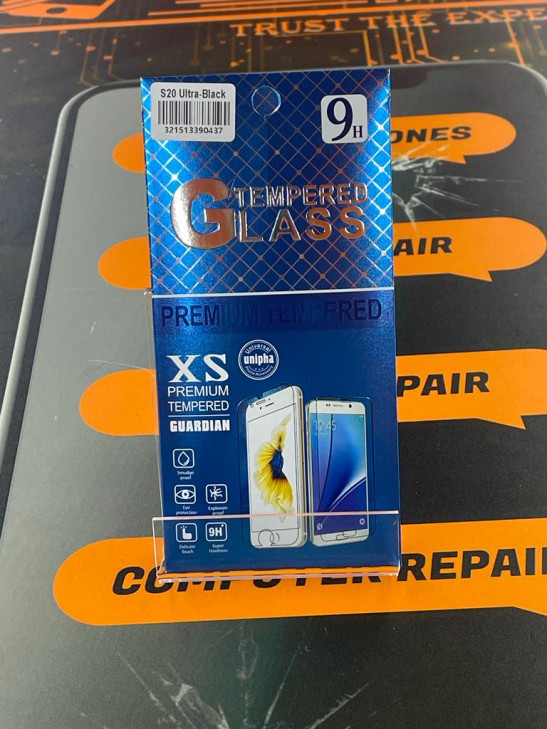 TRUST THE EXPE
S20 Ultra-Black
321513390437
9H
ONES
TEMPERED
GLASS
AIR
PREMIUM TEMPERED
Universal
unipha
XS
PREMIUM
TEMPERED
GUARDIAN
PAIR
12:45
Smudge
proof
Eye
protection
Explosion
proof
Delicate
Touch
9H
Super
Hardness
COMPUTER REPAI